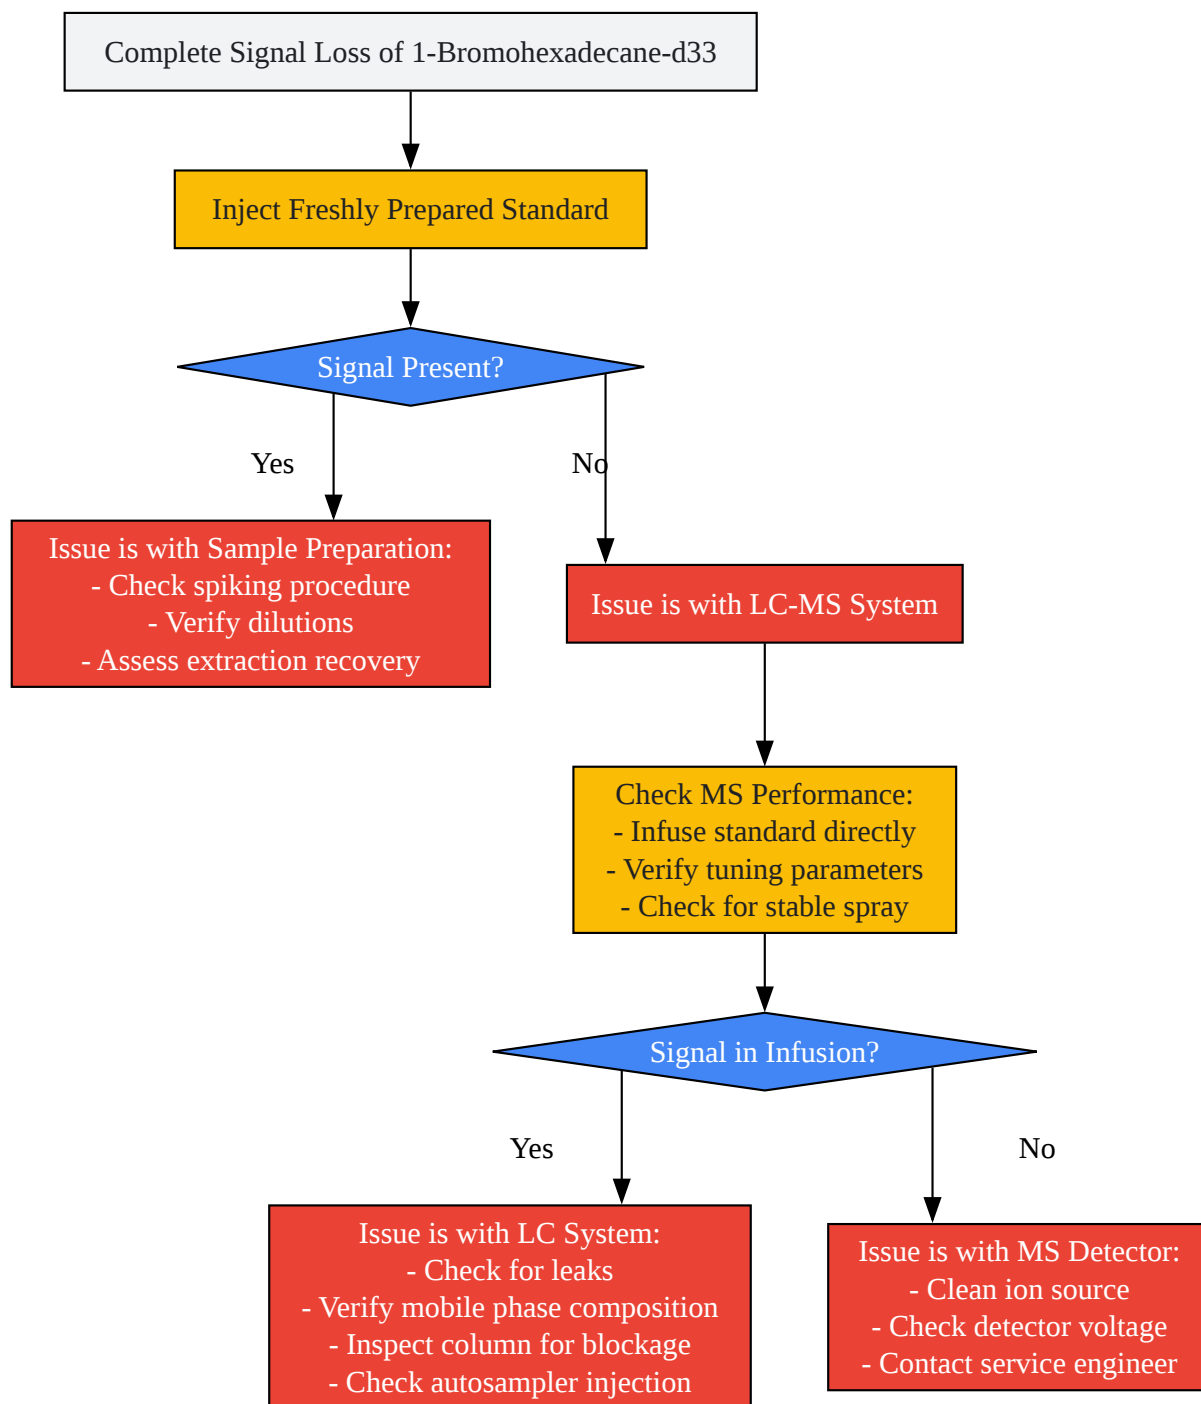 Complete Signal Loss of 1-Bromohexadecane-d33
Inject Freshly Prepared Standard
Signal Present?
Yes
No
Issue is with Sample Preparation:
- Check spiking procedure
- Verify dilutions
- Assess extraction recovery
Issue is with LC-MS System
Check MS Performance:
- Infuse standard directly
- Verify tuning parameters
- Check for stable spray
Signal in Infusion?
Yes
No
Issue is with LC System:
- Check for leaks
- Verify mobile phase composition
- Inspect column for blockage
- Check autosampler injection
Issue is with MS Detector:
- Clean ion source
- Check detector voltage
- Contact service engineer